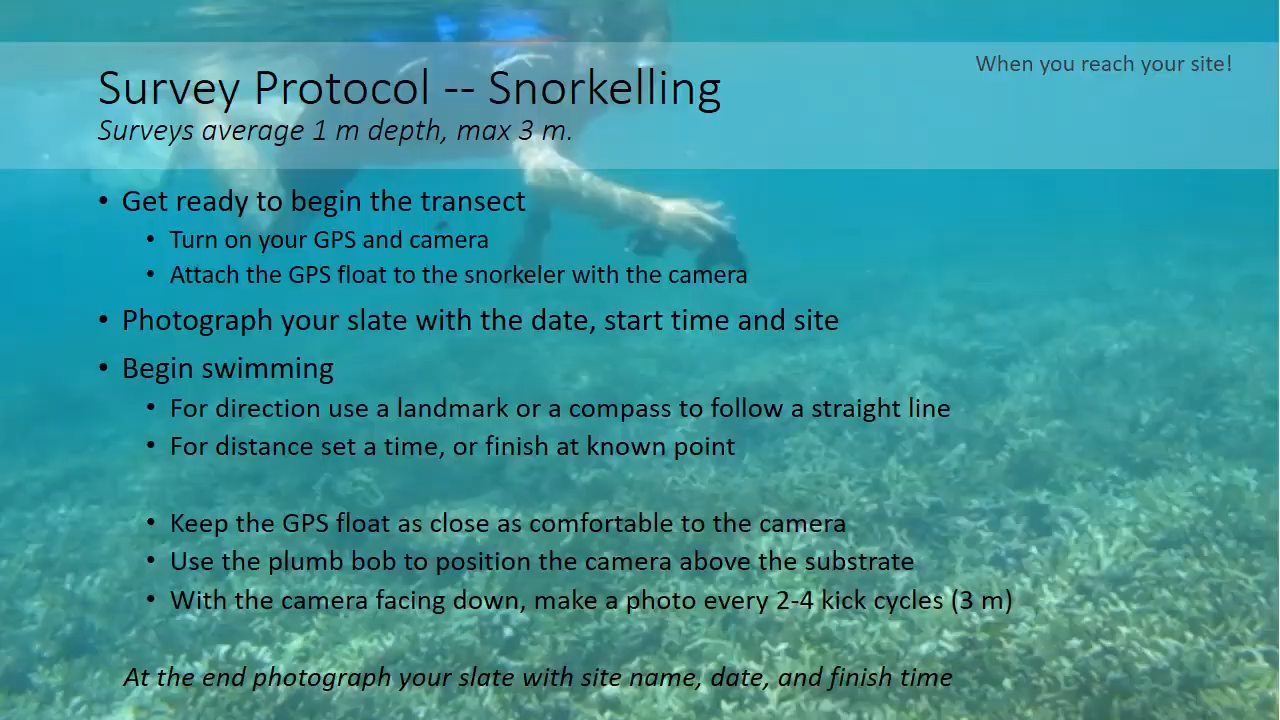 When you reach your site!
Survey Protocol -- Snorkelling
Surveys average 1 m depth, max 3 m.
• Get ready to begin the transect
• Turn on your GPS and camera
• Attach the GPS float to the snorkeler with the camera
• Photograph your slate with the date, start time and site
• Begin swimming
• For direction use a landmark or a compass to follow a straight line
• For distance set a time, or finish at known point
• Keep the GPS float as close as comfortable to the camera
• Use the plumb bob to position the camera above the substrate
• With the camera facing down, make a photo every 2-4 kick cycles (3 m)
At the end photograph your slate with site name, date, and finish time